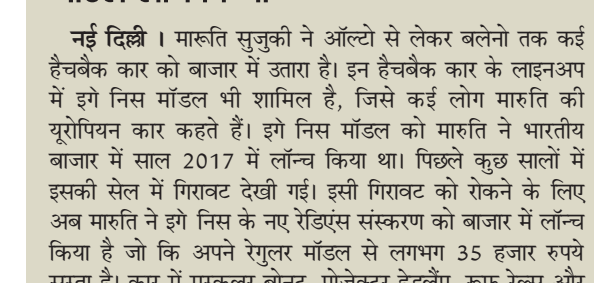 नई दिल्ली । मारूति सुजुकी ने ऑल्टो से लेकर बलेनो तक कई
हैचबैक कार को बाजार में उतारा है। इन हैचबैक कार के लाइनअप
में इगे निस मॉडल भी शामिल है, जिसे कई लोग मारुति की
यूरोपियन कार कहते हैं। इगे निस मॉडल को मारुति ने भारतीय
बाजार में साल 2017 में लॉन्च किया था। पिछले कुछ सालों में
इसकी सेल में गिरावट देखी गई। इसी गिरावट को रोकने के लिए
अब मारुति ने इगे निस के नए रेडिएंस संस्करण को बाजार में लॉन्च
किया है जो कि अपने रेगुलर मॉडल से लगभग 35 हजार रुपये